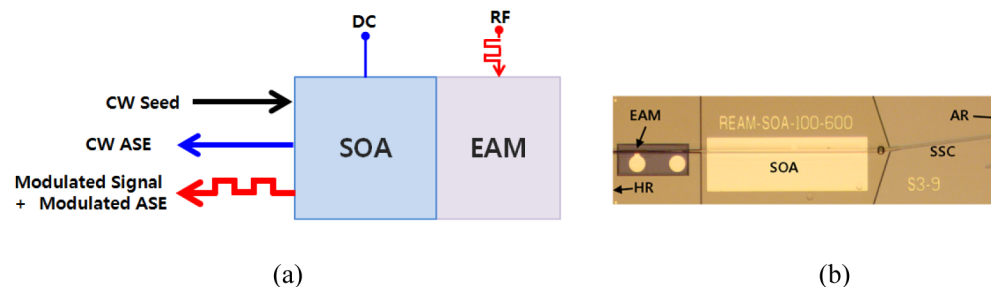 DC
RF
CW Seed
CW ASE
Modulated Signal
+ Modulated ASE
SOA
EAM
EAM
REAM-SOA-100-600
AR
SOA
SSC
HR
S3-9
(a)
(b)